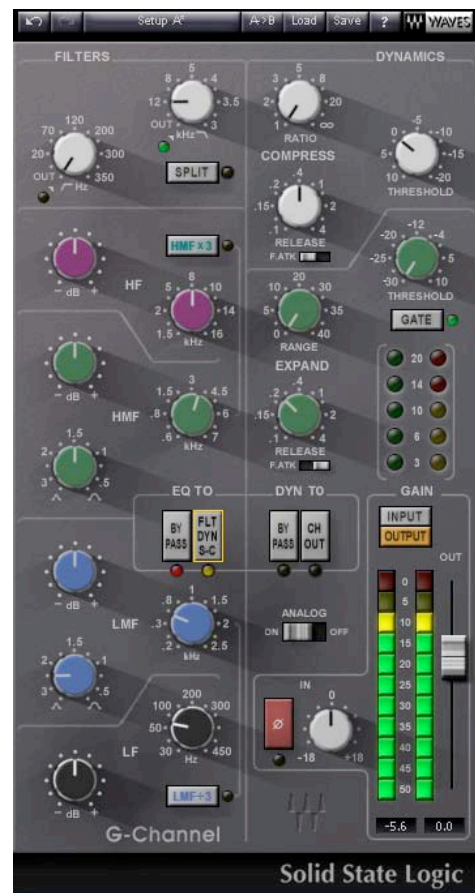 Setup A*
A->B
Load
Save
?
WAVES
FILTERS
DYNAMICS
70 120 200
20 300
OUT 350
Hz
5
8 4
12 3.5
OUT 3
kHz
SPLIT
5
3 8
2 20
1 ∞
RATIO
COMPRESS
-5
0 -10
5 -15
10 -20
THRESHOLD
.4
.2 1
.15 2
.1 4
RELEASE
F.ATK
HMF×3
- dB +
HF
8
5 10
2 14
1.5 16
kHz
20
10 30
5 35
0 40
RANGE
EXPAND
-12
-20 -4
-25 5
-30 10
THRESHOLD
GATE
- dB +
HMF
3
1.5 4.5
.8 6
.6 7
kHz
.4
.2 1
.15 2
.1 4
RELEASE
F.ATK
20
14
10
6
3
1.5
2 1
3 .5
EQ TO
DYN TO
GAIN
BY PASS
FLT DYN S-C
BY PASS
CH OUT
INPUT
OUTPUT
OUT
- dB +
LMF
1
.8 1.5
.3 2
.2 2.5
kHz
ANALOG
ON OFF
0
5
10
15
20
25
30
35
40
45
50
1.5
2 1
3 .5
IN
ø
0
-18 +18
LF
200
100 300
50
30 450
Hz
- dB +
LMF÷3
-5.6 0.0
G-Channel
Solid State Logic